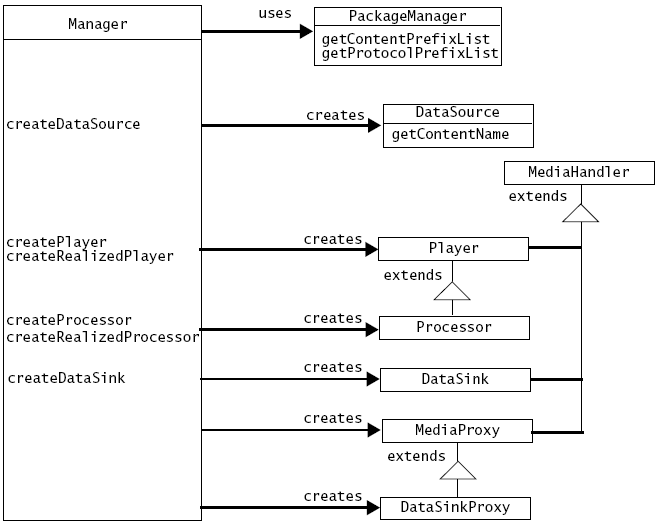 Manager
uses
PackageManager
getContentPrefixList
getProtocolPrefixList
createDataSource
creates
DataSource
getContentName
MediaHandler
extends
createPlayer
createRealizedPlayer
creates
Player
extends
createProcessor
createRealizedProcessor
creates
Processor
createDataSink
creates
DataSink
creates
MediaProxy
extends
creates
DataSinkProxy